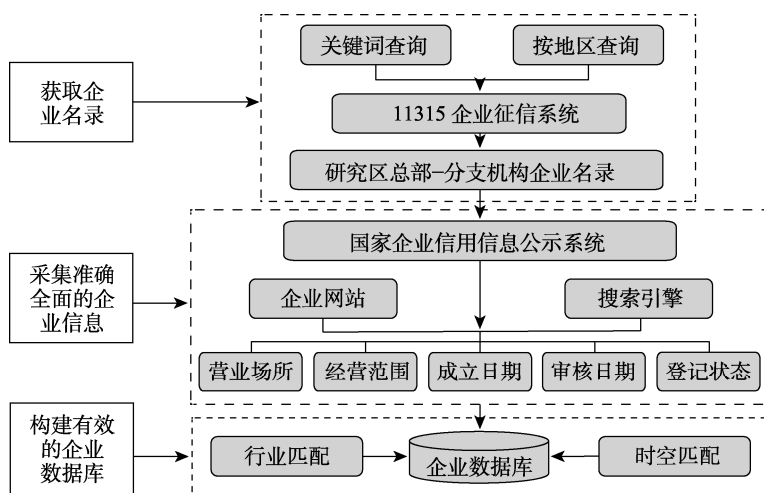 关键词查询
按地区查询
获取企
业名录
11315 企业征信系统
研究区总部–分支机构企业名录
国家企业信用信息公示系统
采集准确
全面的企
业信息
企业网站
搜索引擎
营业场所
经营范围
成立日期
审核日期
登记状态
构建有效
的企业
数据库
行业匹配
企业数据库
时空匹配